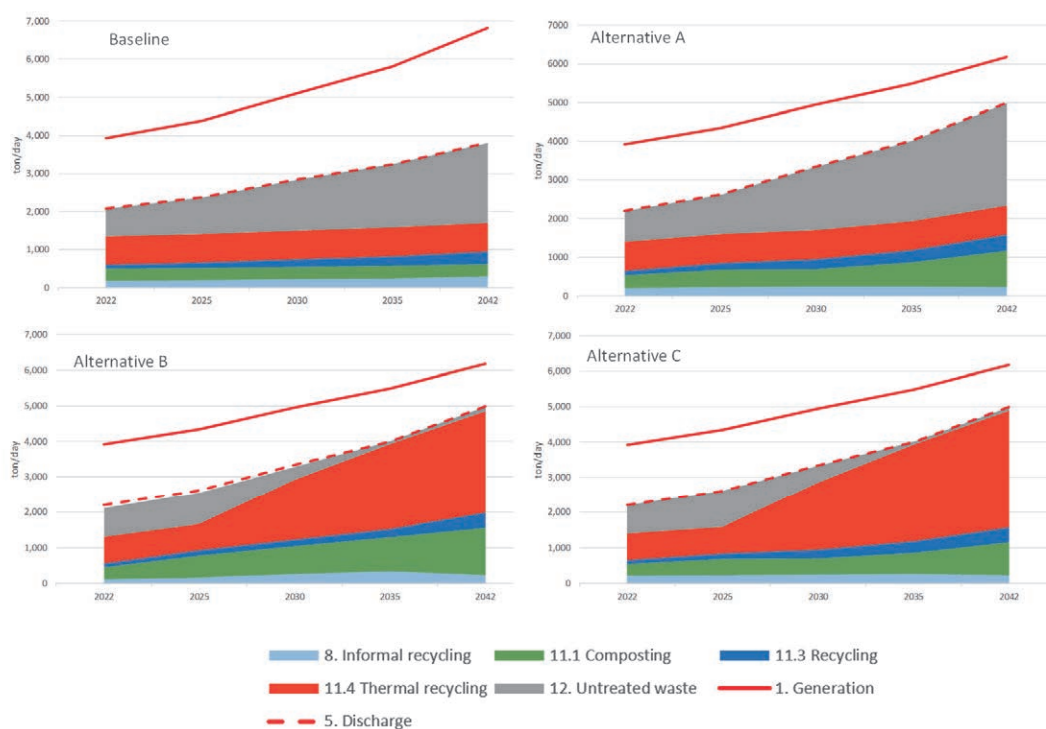 Baseline
7,000
6,000
5,000
4,000
3,000
2,000
1,000
0
ton/day
2022 2025 2030 2035 2042
Alternative A
7000
6000
5000
4000
3000
2000
1000
0
ton/day
2022 2025 2030 2035 2042
Alternative B
7,000
6,000
5,000
4,000
3,000
2,000
1,000
0
ton/day
2022 2025 2030 2035 2042
Alternative C
7,000
6,000
5,000
4,000
3,000
2,000
1,000
0
ton/day
2022 2025 2030 2035 2042
8. Informal recycling 11.1 Composting 11.3 Recycling
11.4 Thermal recycling 12. Untreated waste 1. Generation
5. Discharge